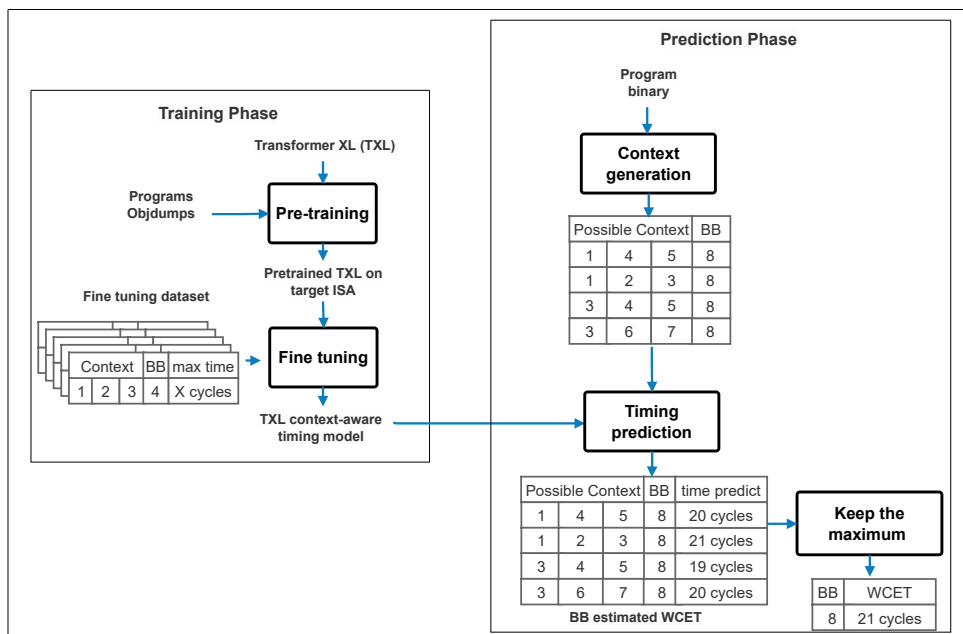 Training Phase
Transformer XL (TXL)
Programs
Objdumps
Pre-training
Pretrained TXL on
target ISA
Fine tuning dataset
Context BB max time
1 2 3 4 X cycles
Fine tuning
TXL context-aware
timing model
Prediction Phase
Program
binary
Context
generation
Possible Context BB
1 4 5 8
1 2 3 8
3 4 5 8
3 6 7 8
Timing
prediction
Possible Context BB time predict
1 4 5 8 20 cycles
1 2 3 8 21 cycles
3 4 5 8 19 cycles
3 6 7 8 20 cycles
BB estimated WCET
Keep the
maximum
BB WCET
8 21 cycles